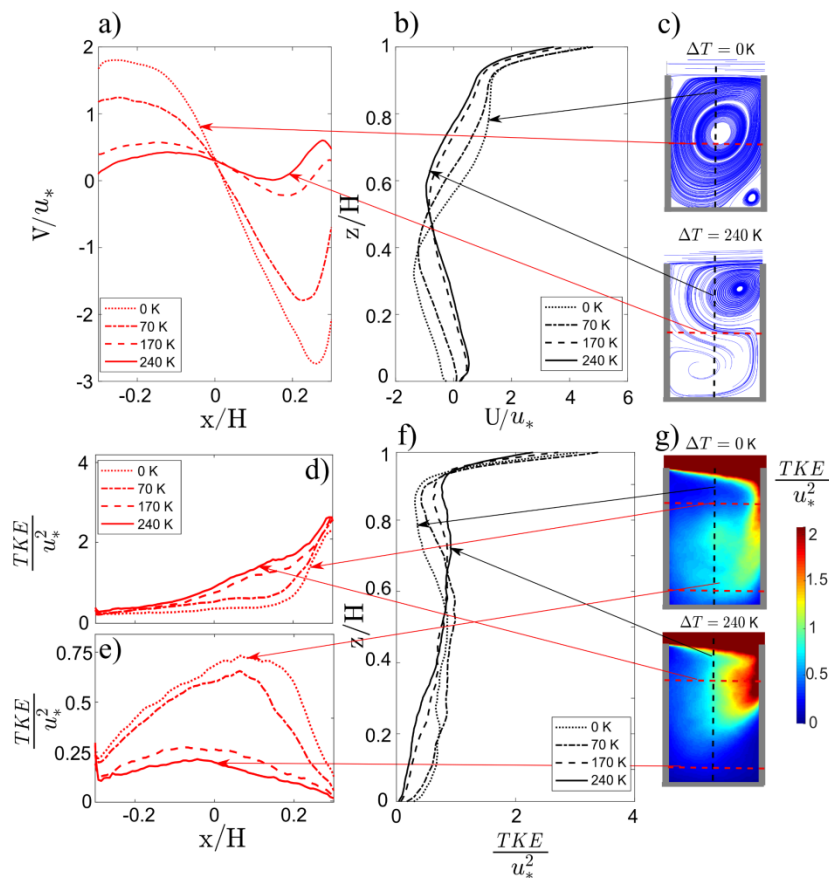 a)
2
1
0
-1
-2
-3
V/u*
-0.2
0
0.2
x/H
0 K
70 K
170 K
240 K
b)
1
0.8
0.6
0.4
0.2
0
z/H
-2
0
2
4
6
U/u*
0 K
70 K
170 K
240 K
c)
ΔT = 0K
ΔT = 240 K
d)
4
2
0
TKE
u*²
0 K
70 K
170 K
240 K
e)
0.75
0.5
0.25
0
TKE
u*²
-0.2
0
0.2
x/H
f)
1
0.8
0.6
0.4
0.2
0
z/H
0
2
4
TKE
u*²
0 K
70 K
170 K
240 K
g)
ΔT = 0K
ΔT = 240 K
TKE
u*²
2
1.5
1
0.5
0